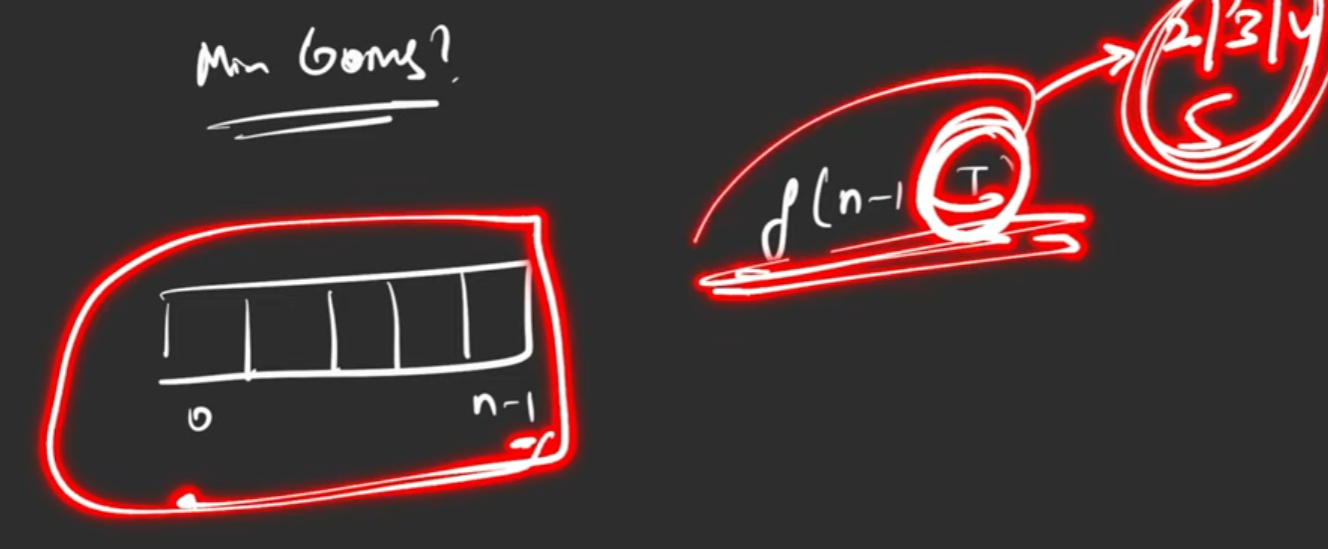 Min Coins?
2/3/4
5
f(n-1, T)
0 n-1